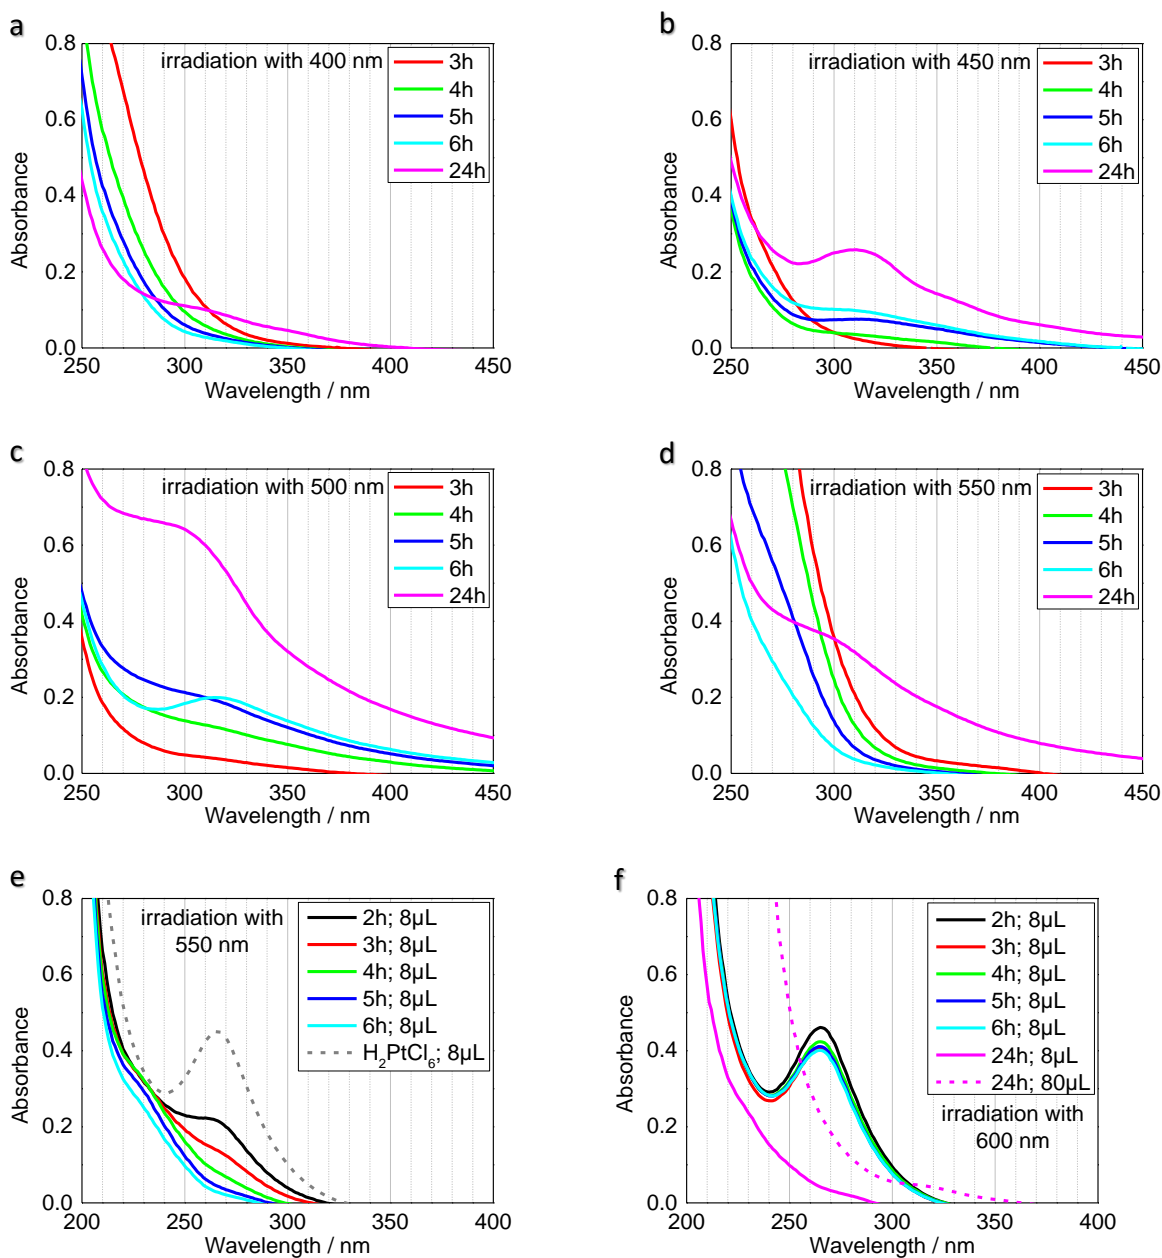 a
irradiation with 400 nm
3h
4h
5h
6h
24h
0.8
0.6
0.4
0.2
0.0
Absorbance
250 300 350 400 450
Wavelength / nm
b
irradiation with 450 nm
3h
4h
5h
6h
24h
0.8
0.6
0.4
0.2
0.0
Absorbance
250 300 350 400 450
Wavelength / nm
c
irradiation with 500 nm
3h
4h
5h
6h
24h
0.8
0.6
0.4
0.2
0.0
Absorbance
250 300 350 400 450
Wavelength / nm
d
irradiation with 550 nm
3h
4h
5h
6h
24h
0.8
0.6
0.4
0.2
0.0
Absorbance
250 300 350 400 450
Wavelength / nm
e
irradiation with
550 nm
2h; 8µL
3h; 8µL
4h; 8µL
5h; 8µL
6h; 8µL
H₂PtCl₆; 8µL
0.8
0.6
0.4
0.2
0.0
Absorbance
200 250 300 350 400
Wavelength / nm
f
2h; 8µL
3h; 8µL
4h; 8µL
5h; 8µL
6h; 8µL
24h; 8µL
24h; 80µL
irradiation with
600 nm
0.8
0.6
0.4
0.2
0.0
Absorbance
200 250 300 350 400
Wavelength / nm